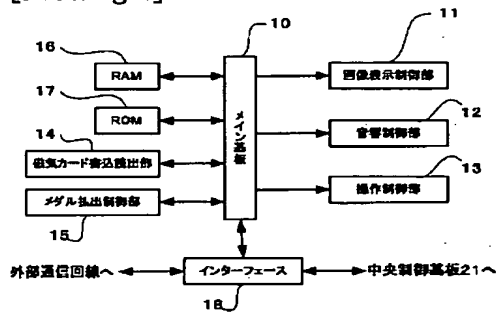 10
11
16
RAM
画像表示制御部
17
ROM
12
14
メイン基板
音響制御部
磁気カード書込読出部
13
メダル払出制御部
操作制御部
15
外部通信回線へ
インターフェース
中央制御基板21へ
18